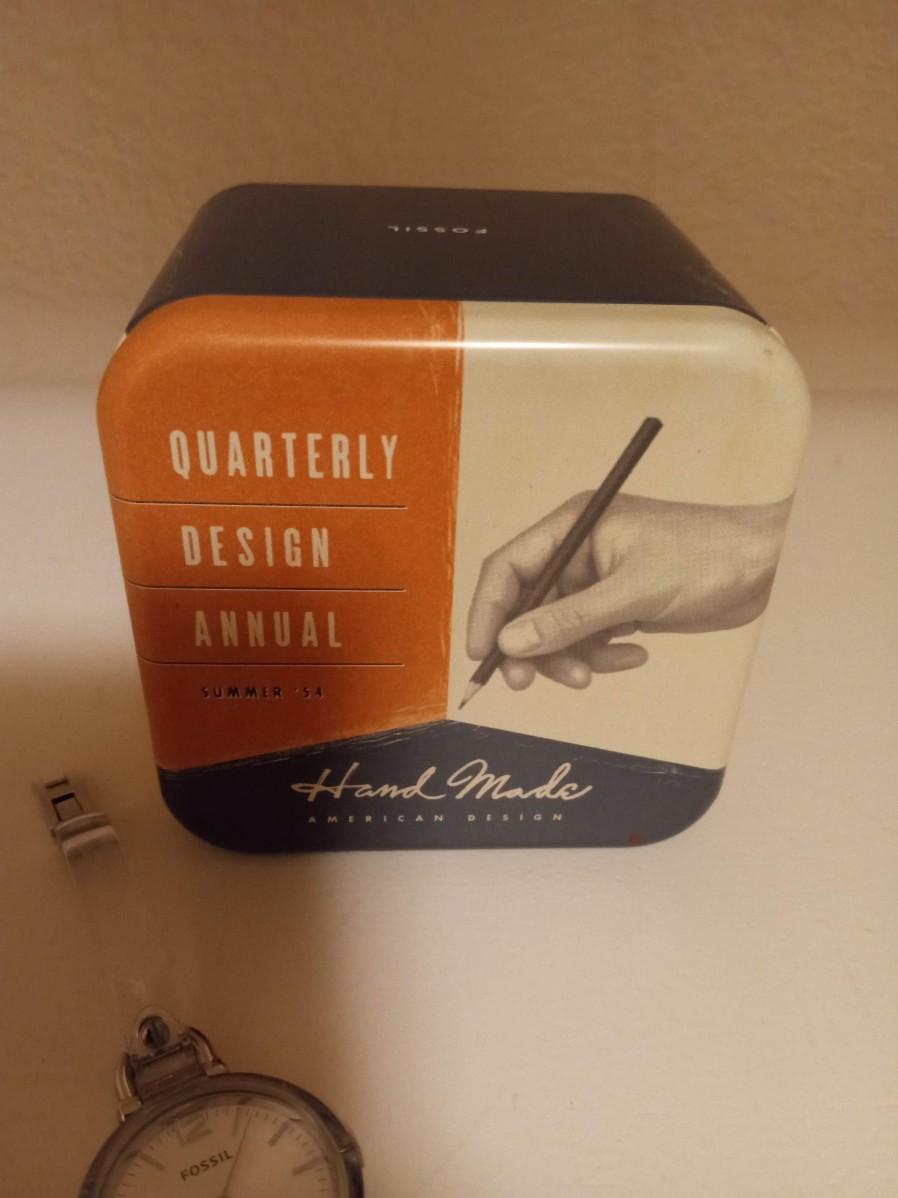 FOSSIL
QUARTERLY
DESIGN
ANNUAL
SUMMER '54
Hand Made
AMERICAN DESIGN
FOSSIL